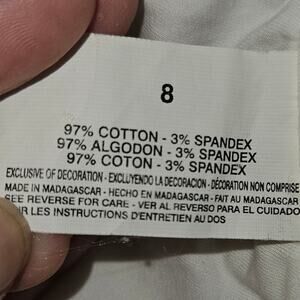 8
97% COTTON - 3% SPANDEX
97% ALGODON - 3% SPANDEX
97% COTON - 3% SPANDEX
EXCLUSIVE OF DECORATION - EXCLUYENDO LA DECORACION - DÉCORATION NON COMPRISE
MADE IN MADAGASCAR - HECHO EN MADAGASCAR - FAIT AU MADAGASCAR
SEE REVERSE FOR CARE - VER AL REVERSO PARA EL CUIDADO
LES INSTRUCTIONS D'ENTRETIEN AU DOS